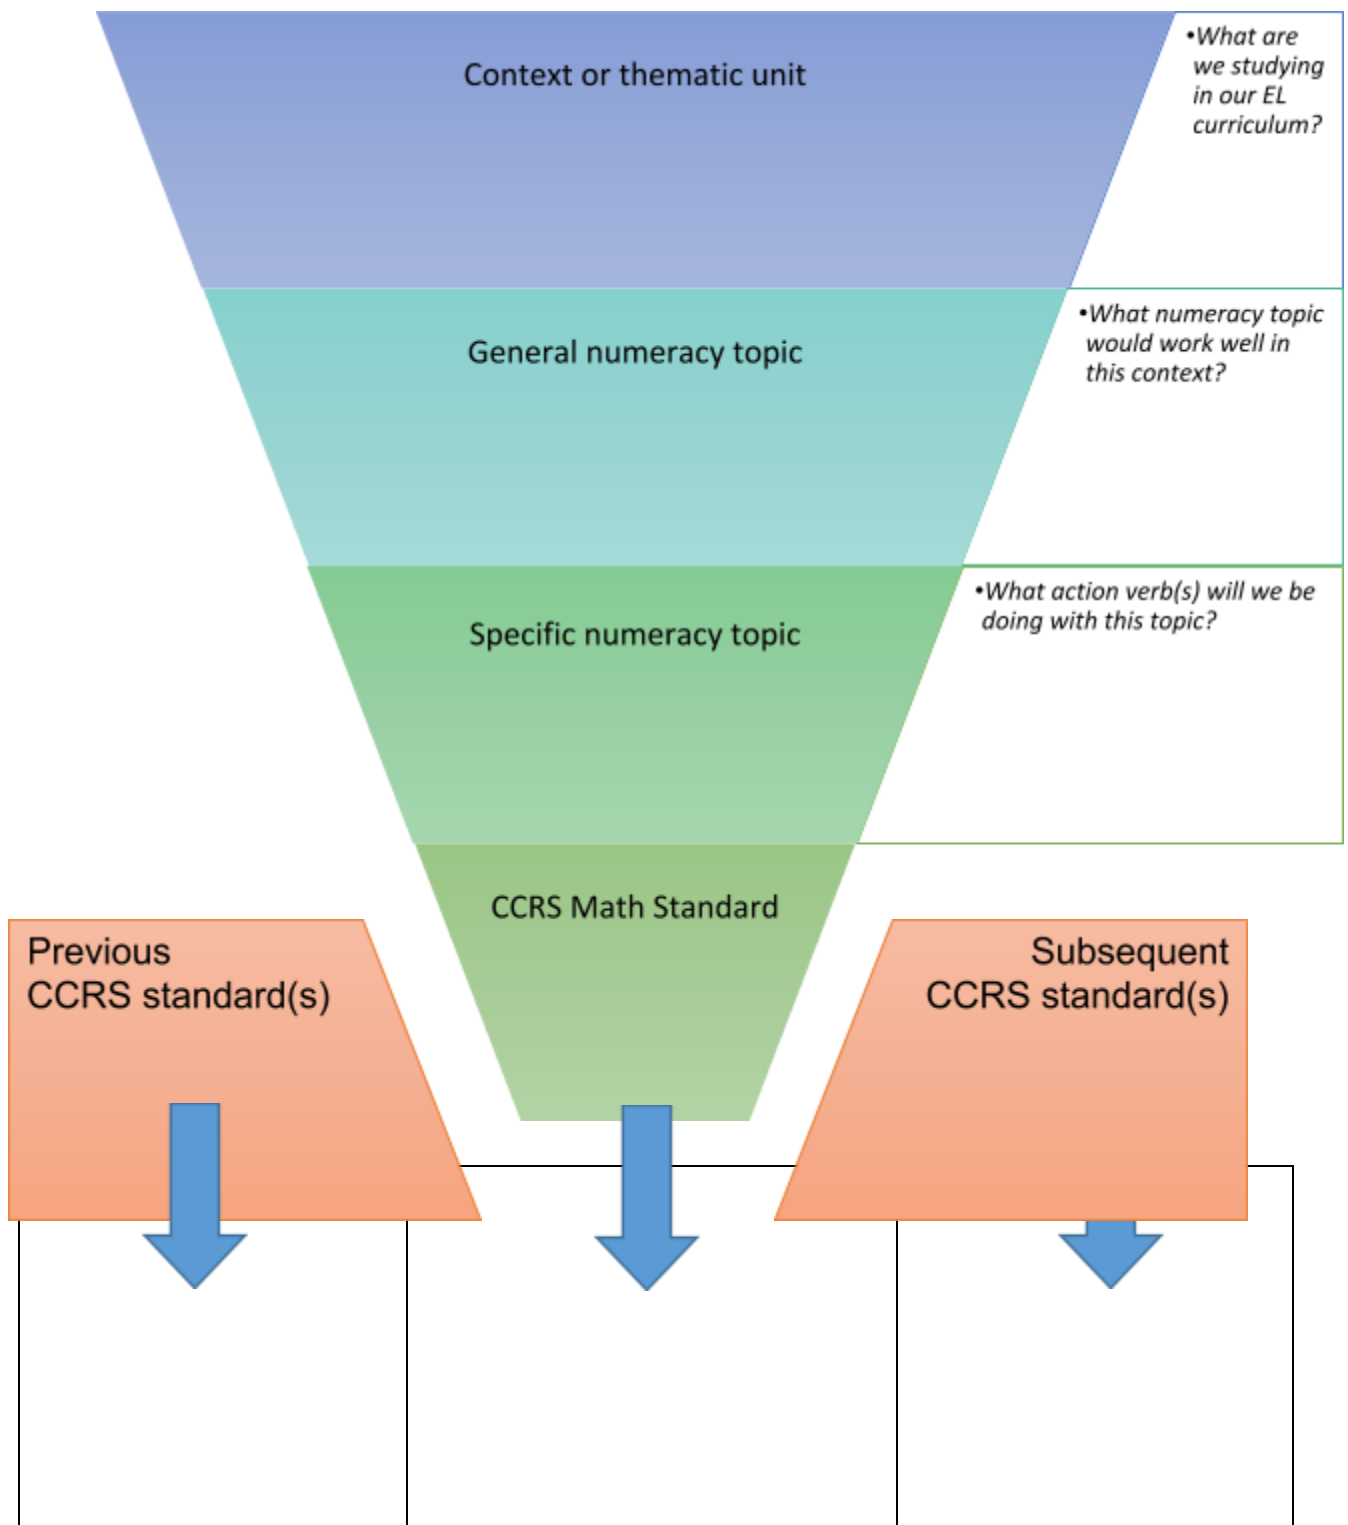 Context or thematic unit
•What are
we studying
in our EL
curriculum?
General numeracy topic
•What numeracy topic
would work well in
this context?
Specific numeracy topic
•What action verb(s) will we be
doing with this topic?
CCRS Math Standard
Previous
CCRS standard(s)
Subsequent
CCRS standard(s)